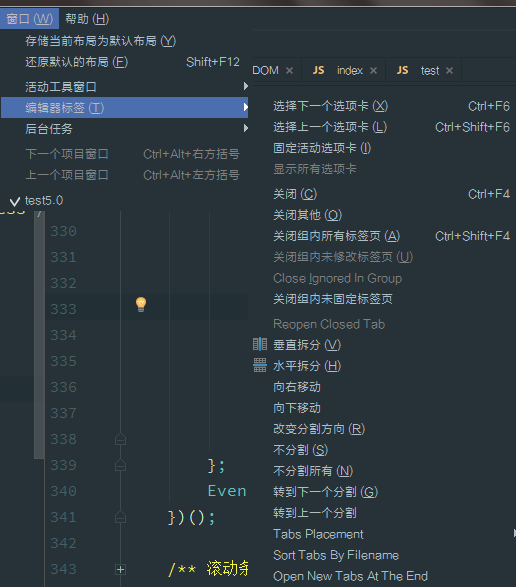 窗口 (W) 帮助 (H)
存储当前布局为默认布局 (Y)
还原默认的布局 (F) Shift+F12
活动工具窗口
编辑器标签 (T)
后台任务
下一个项目窗口 Ctrl+Alt+右方括号
上一个项目窗口 Ctrl+Alt+左方括号
test5.0
330
331
332
333
334
335
336
337
338
339 };
340 Even
341 })();
342
343 /** 滚动条
DOM × JS index × JS test ×
选择下一个选项卡 (X) Ctrl+F6
选择上一个选项卡 (L) Ctrl+Shift+F6
固定活动选项卡 (I)
显示所有选项卡
关闭 (C) Ctrl+F4
关闭其他 (O)
关闭组内所有标签页 (A) Ctrl+Shift+F4
关闭组内未修改标签页 (U)
Close Ignored In Group
关闭组内未固定标签页
Reopen Closed Tab
垂直拆分 (V)
水平拆分 (H)
向右移动
向下移动
改变分割方向 (R)
不分割 (S)
不分割所有 (N)
转到下一个分割 (G)
转到上一个分割
Tabs Placement
Sort Tabs By Filename
Open New Tabs At The End